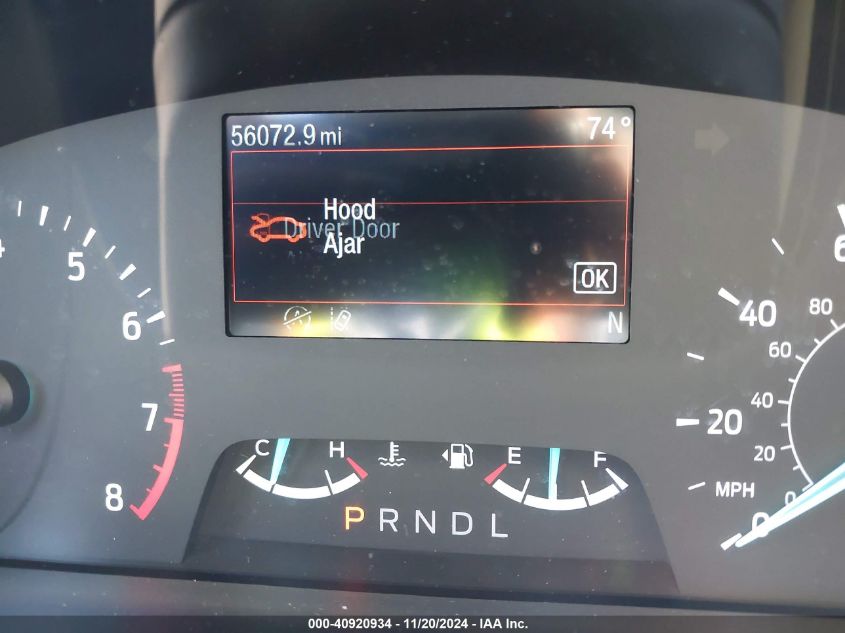 56072.9 mi 74°
Hood
Driver Door
Ajar
OK
N
5
6
7
8
C H E F
P R N D L
6
80
40
60
40
20
20
MPH
0
0
000-40920934 - 11/20/2024 - IAA Inc.